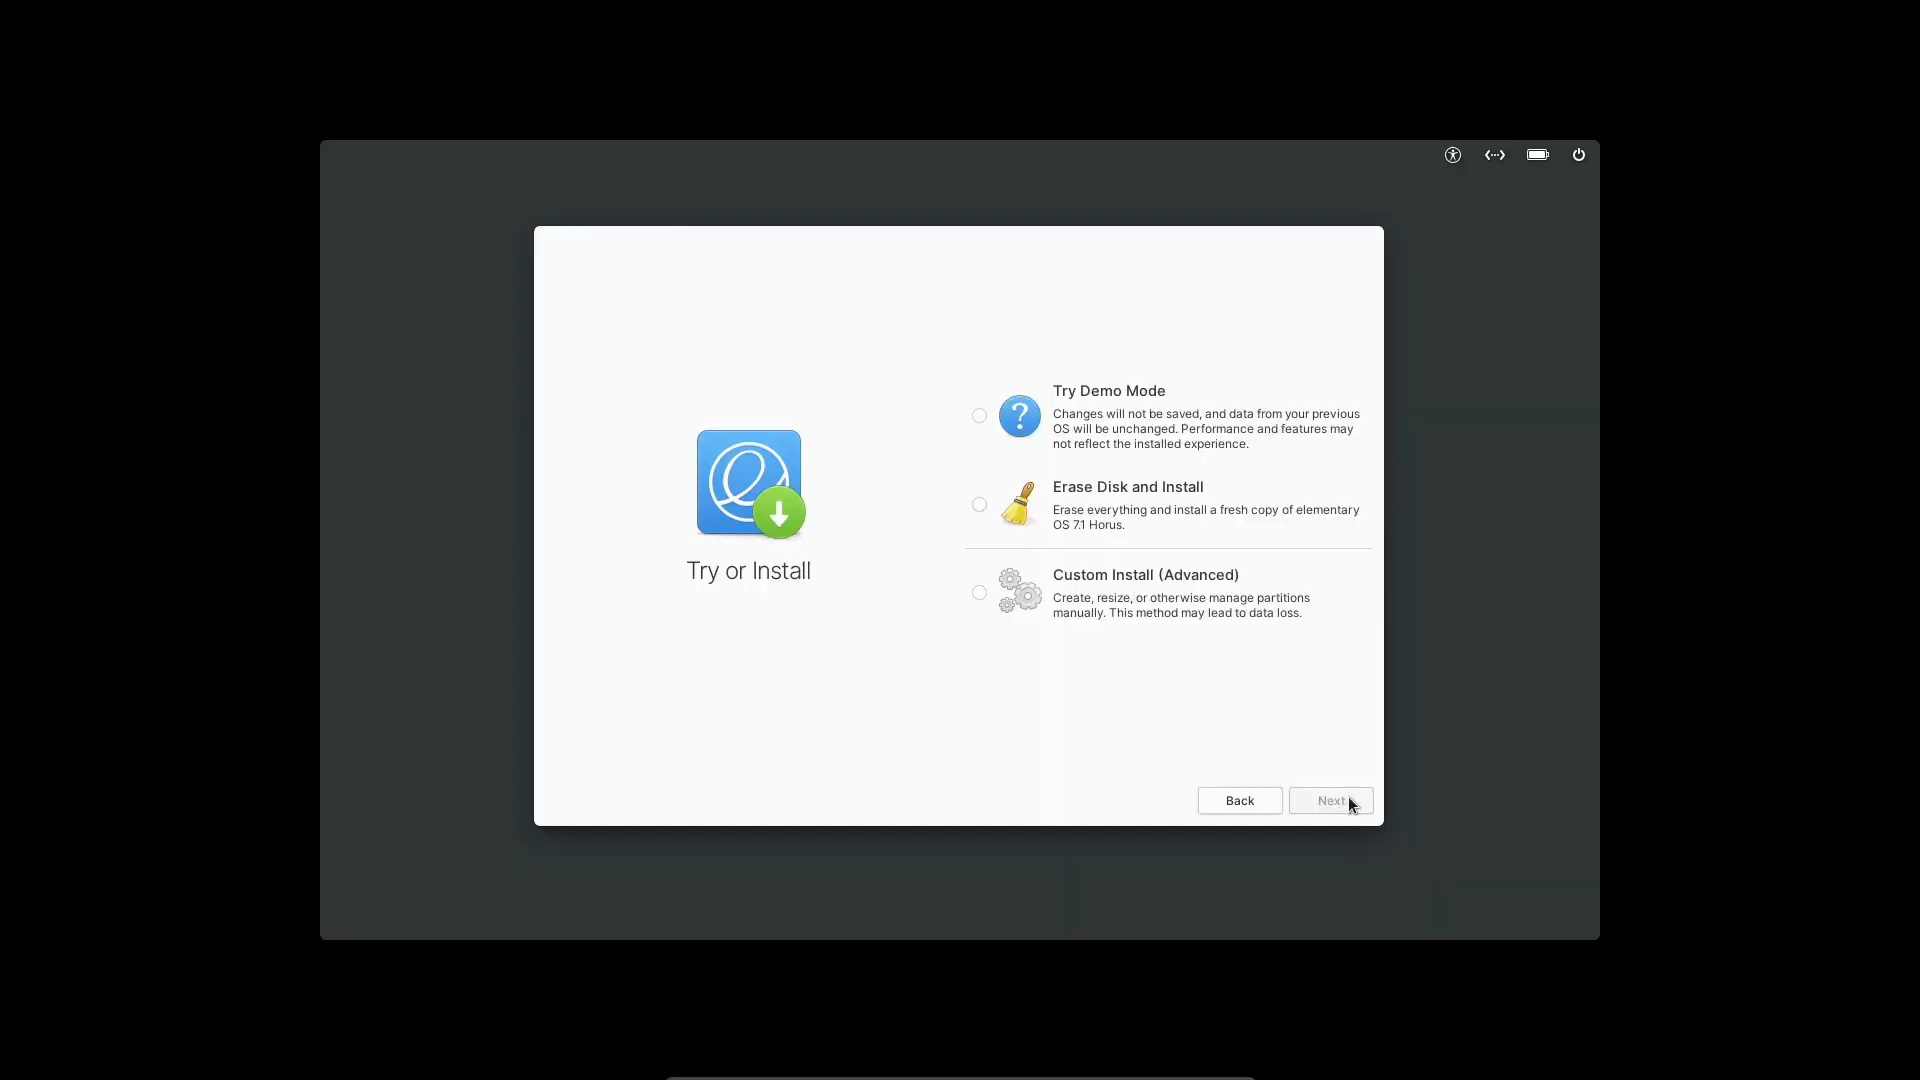 Try or Install
Try Demo Mode
Changes will not be saved, and data from your previous
OS will be unchanged. Performance and features may
not reflect the installed experience.
Erase Disk and Install
Erase everything and install a fresh copy of elementary
OS 7.1 Horus.
Custom Install (Advanced)
Create, resize, or otherwise manage partitions
manually. This method may lead to data loss.
Back
Next